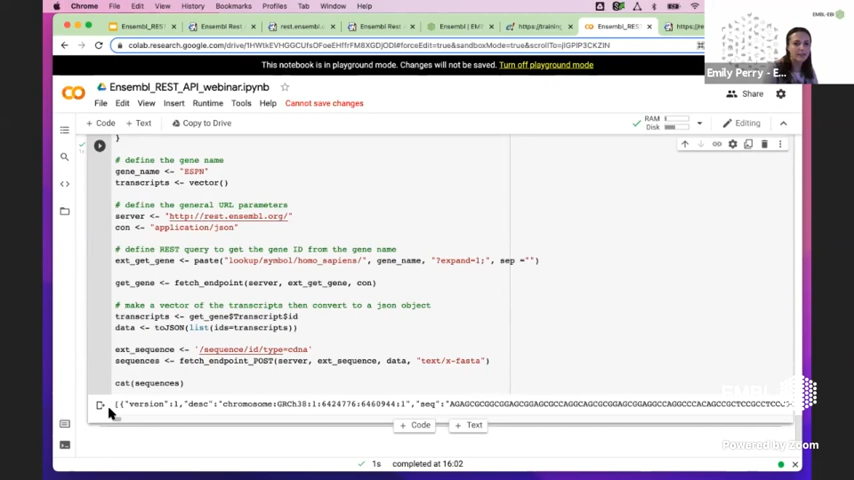 Chrome File Edit View History Bookmarks Profiles Tab Window Help
EMBL-EBI
Ensembl REST
Ensembl Rest
rest.ensembl.
Ensembl Rest
Ensembl | EM
https://training
Ensembl_RES
https://re
colab.research.google.com/drive/
#forceEdit=true&sandboxMode=true&scrollTo=
This notebook is in playground mode. Changes will not be saved. Turn off playground mode
Emily Perry - E...
Ensembl_REST_API_webinar.ipynb
File Edit View Insert Runtime Tools Help Cannot save changes
Share
+ Code + Text Copy to Drive
RAM
Disk
Editing
}
1s
# define the gene name
gene_name <- "ESPN"
transcripts <- vector()
# define the general URL parameters
server <- "http://rest.ensembl.org/"
con <- "application/json"
# define REST query to get the gene ID from the gene name
ext_get_gene <- paste("lookup/symbol/homo_sapiens/", gene_name, "?expand=1;", sep ="")
get_gene <- fetch_endpoint(server, ext_get_gene, con)
# make a vector of the transcripts then convert to a json object
transcripts <- get_gene$Transcript$id
data <- toJSON(list(ids=transcripts))
ext_sequence <- '/sequence/id/type=cdna'
sequences <- fetch_endpoint_POST(server, ext_sequence, data, "text/x-fasta")
cat(sequences)
[{"version":1,"desc":"chromosome:GRCh38:1:6424776:6460944:1","seq":
+ Code + Text
EMBL-EBI
Powered by Zoom
1s completed at 16:02